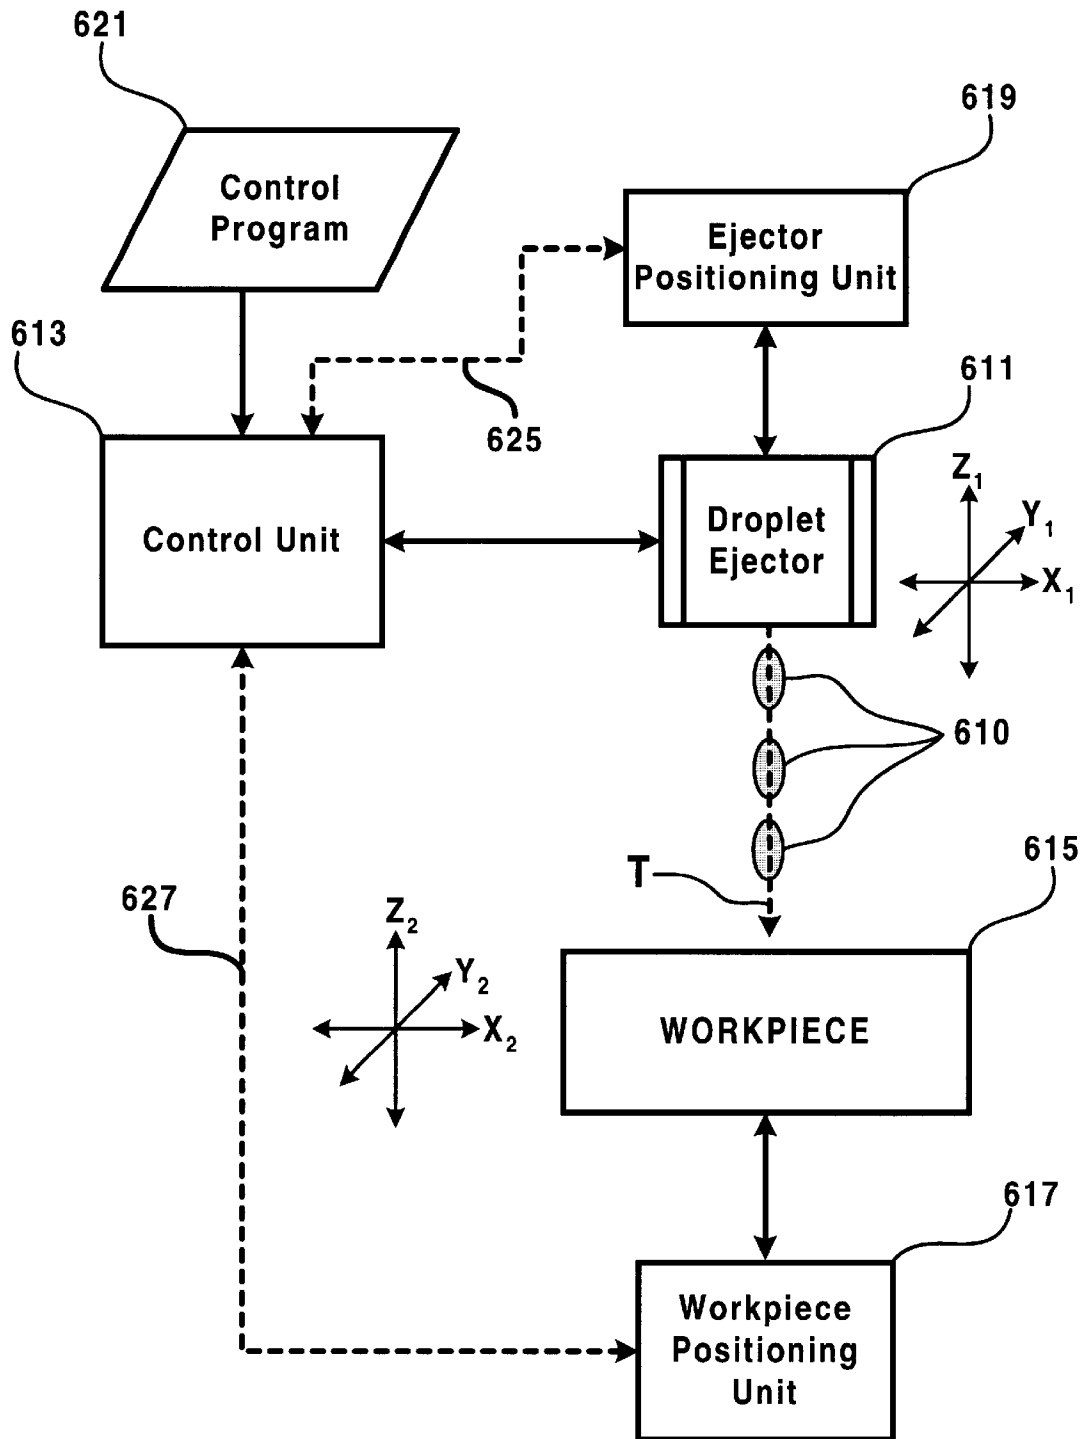 621
619
Control
Program
Ejector
Positioning Unit
613
611
625
Z1
Y1
X1
Control Unit
Droplet
Ejector
610
615
T
627
Z2
Y2
X2
WORKPIECE
617
Workpiece
Positioning
Unit